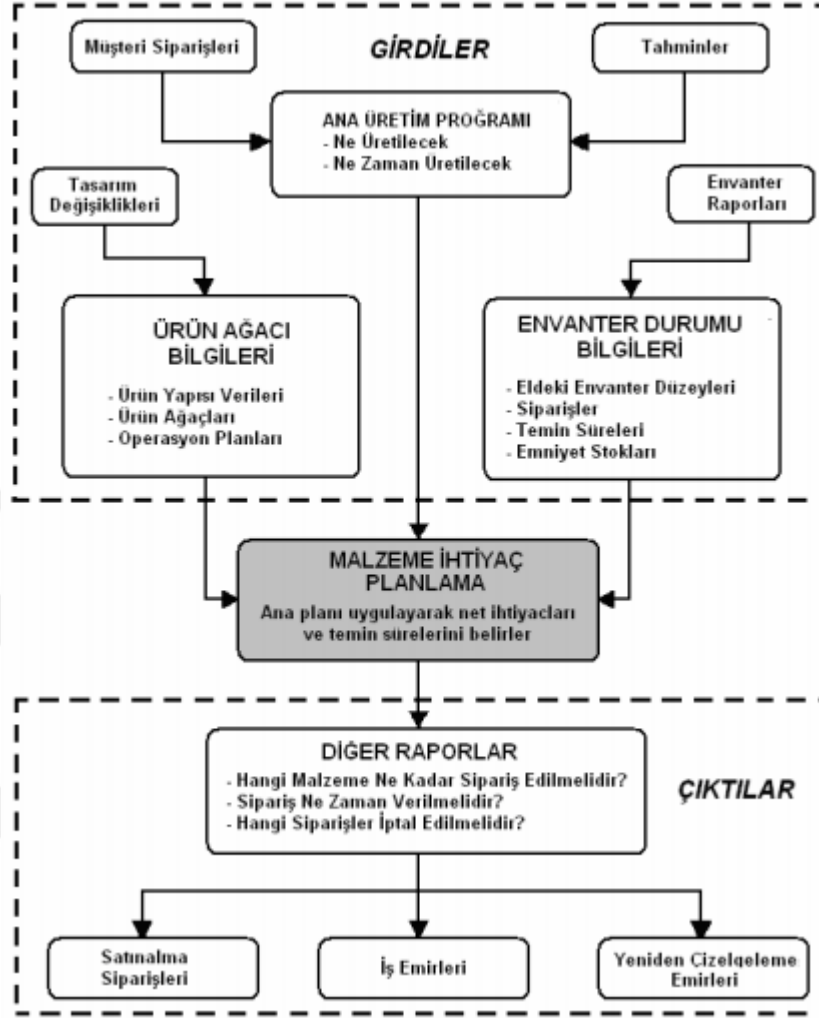 GİRDİLER
Müşteri Siparişleri
Tahminler
ANA ÜRETİM PROĞRAMI
- Ne Üretilecek
- Ne Zaman Üretilecek
Tasarım
Değişiklikleri
Envanter
Raporları
ÜRÜN AĞACI
BİLGİLERİ
- Ürün Yapısı Verileri
- Ürün Ağaçları
- Operasyon Planları
ENVANTER DURUMU
BİLGİLERİ
- Eldeki Envanter Düzeyleri
- Siparişler
- Temin Süreleri
- Emniyet Stokları
MALZEME İHTİYAÇ
PLANLAMA
Ana planı uygulayarak net ihtiyacları
ve temin sürelerini belirler
DİĞER RAPORLAR
- Hangi Malzeme Ne Kadar Sipariş Edilmelidir?
- Sipariş Ne Zaman Verilmelidir?
- Hangi Siparişler İptal Edilmelidir?
ÇIKTILAR
Satınalma
Siparişleri
İş Emirleri
Yeniden Çizelgeleme
Emirleri